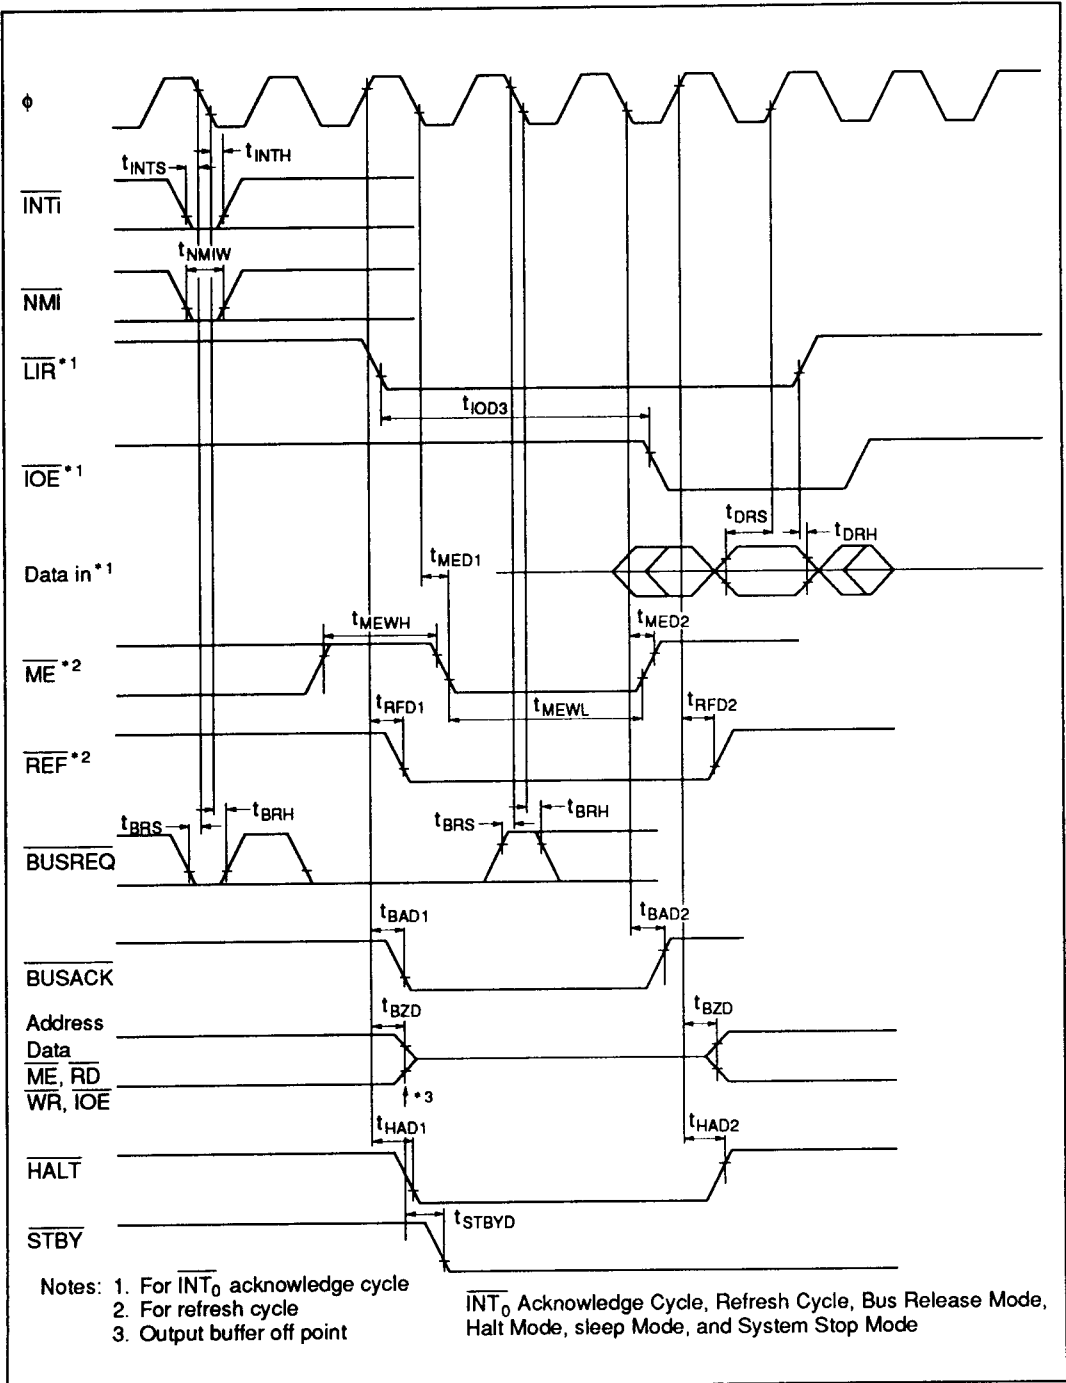 ϕ
tINTS
tINTH
INTi
tNMIW
NMI
LIR*1
tIOD3
IOE*1
tDRS
tDRH
tMED1
Data in*1
tMEWH
tMED2
ME*2
tRFD1
tMEWL
tRFD2
REF*2
tBRS
tBRH
tBRS
tBRH
BUSREQ
tBAD1
tBAD2
BUSACK
tBZD
tBZD
Address
Data
ME, RD
WR, IOE
*3
tHAD1
tHAD2
HALT
tSTBYD
STBY
Notes: 1. For INT0 acknowledge cycle
2. For refresh cycle
3. Output buffer off point
INT0 Acknowledge Cycle, Refresh Cycle, Bus Release Mode,
Halt Mode, sleep Mode, and System Stop Mode